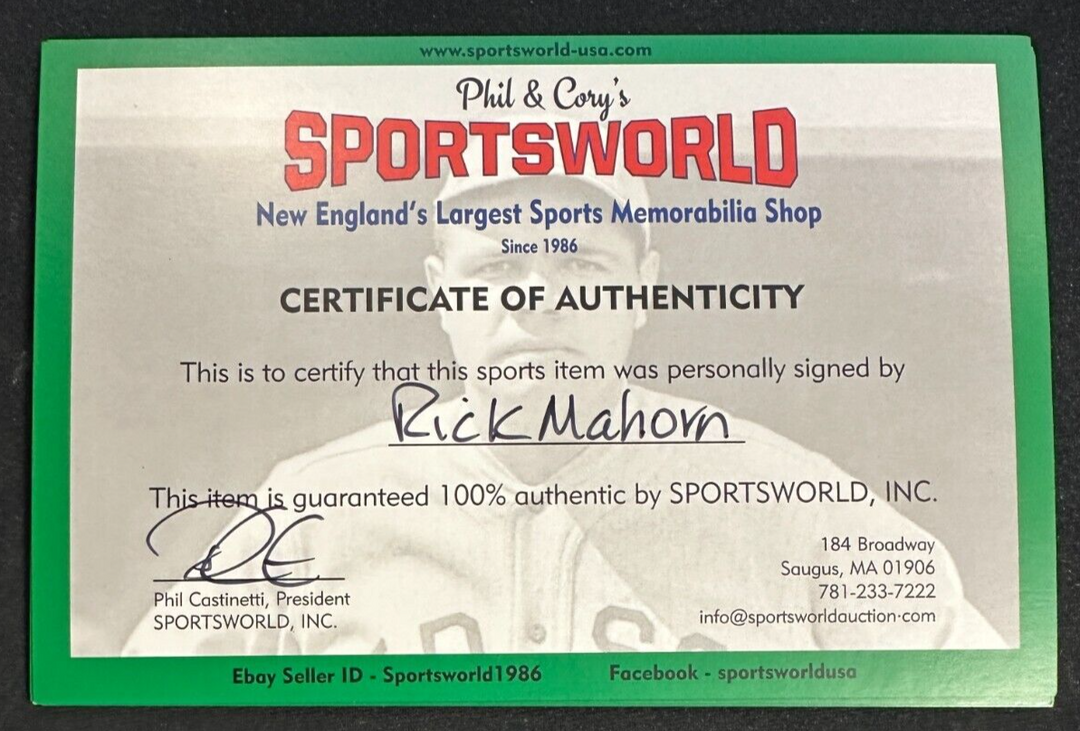 www.sportsworld-usa.com
Phil & Cory's
SPORTSWORLD
New England's Largest Sports Memorabilia Shop
Since 1986
CERTIFICATE OF AUTHENTICITY
This is to certify that this sports item was personally signed by
Rick Mahorn
This item is guaranteed 100% authentic by SPORTSWORLD, INC.
184 Broadway
Saugus, MA 01906
781-233-7222
info@sportsworldauction·com
Phil Castinetti, President
SPORTSWORLD, INC.
Ebay Seller ID - Sportsworld1986
Facebook - sportsworldusa